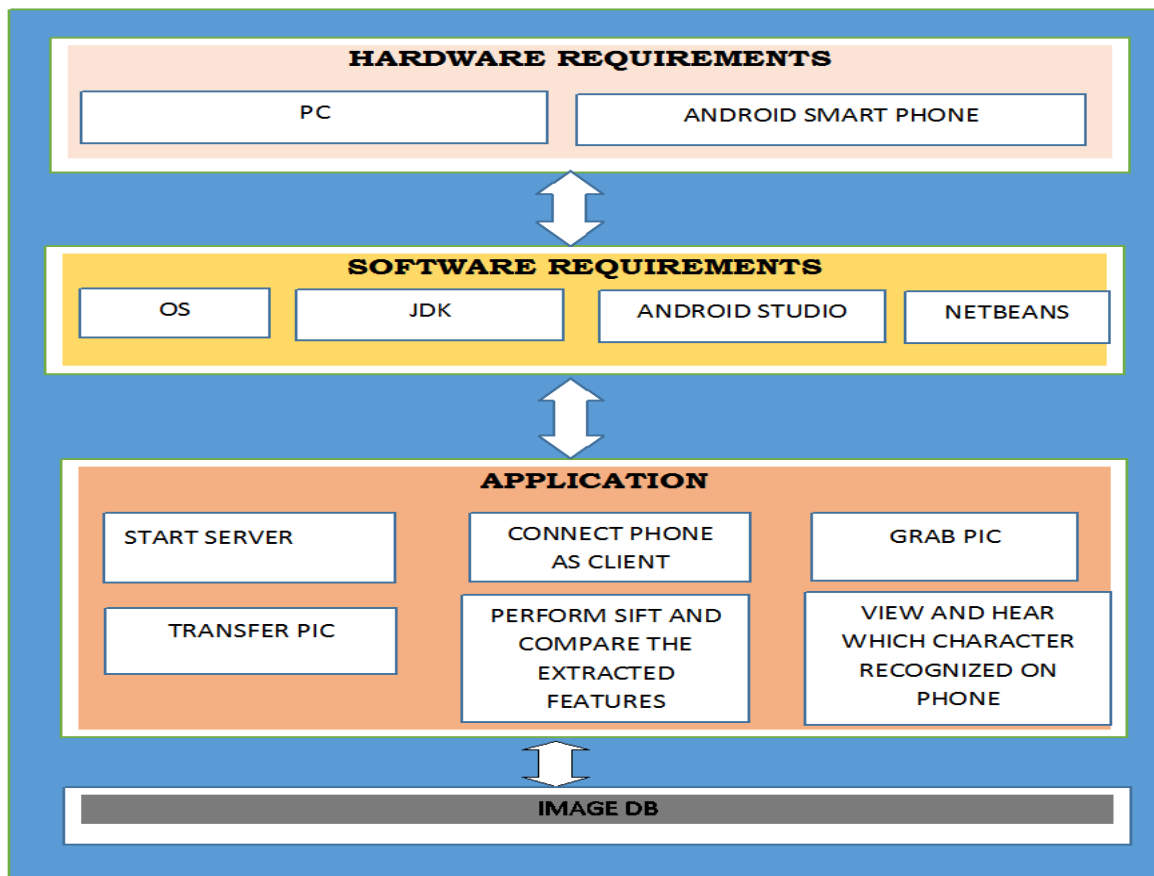 HARDWARE REQUIREMENTS
PC
ANDROID SMART PHONE
SOFTWARE REQUIREMENTS
OS
JDK
ANDROID STUDIO
NETBEANS
APPLICATION
START SERVER
CONNECT PHONE
AS CLIENT
GRAB PIC
TRANSFER PIC
PERFORM SIFT AND
COMPARE THE
EXTRACTED
FEATURES
VIEW AND HEAR
WHICH CHARACTER
RECOGNIZED ON
PHONE
IMAGE DB